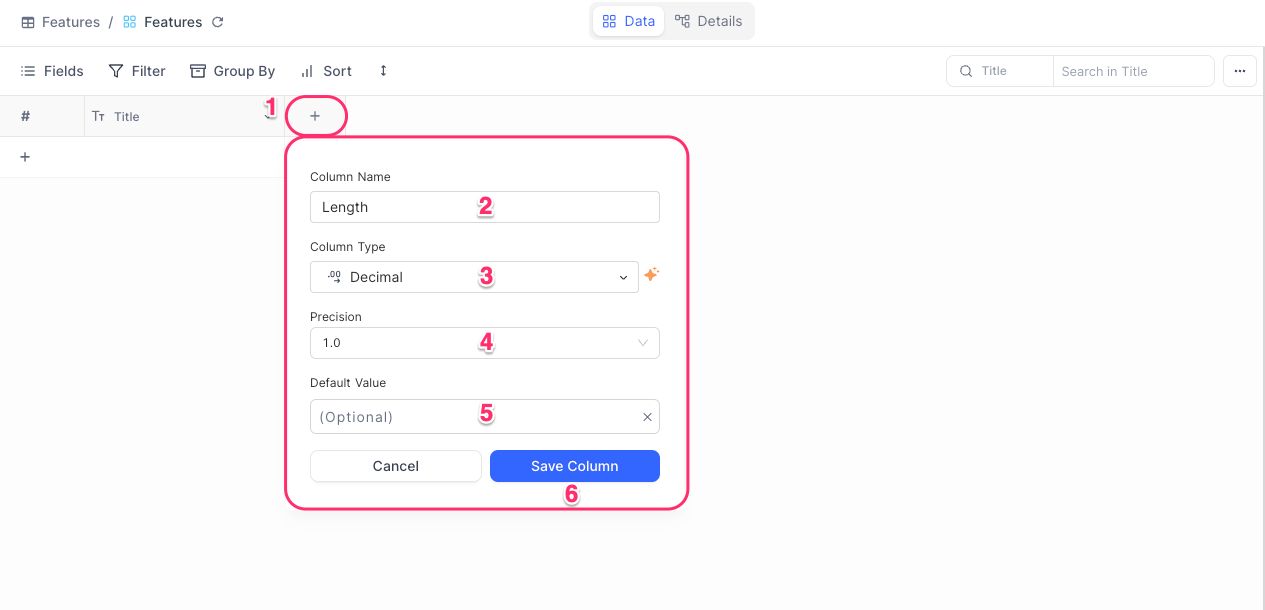 Features / Features
Data Details
Fields Filter Group By Sort
Title Search in Title
# Title 1 +
+
Column Name
Length 2
Column Type
.00 Decimal 3
Precision
1.0 4
Default Value
(Optional) 5
Cancel Save Column
6